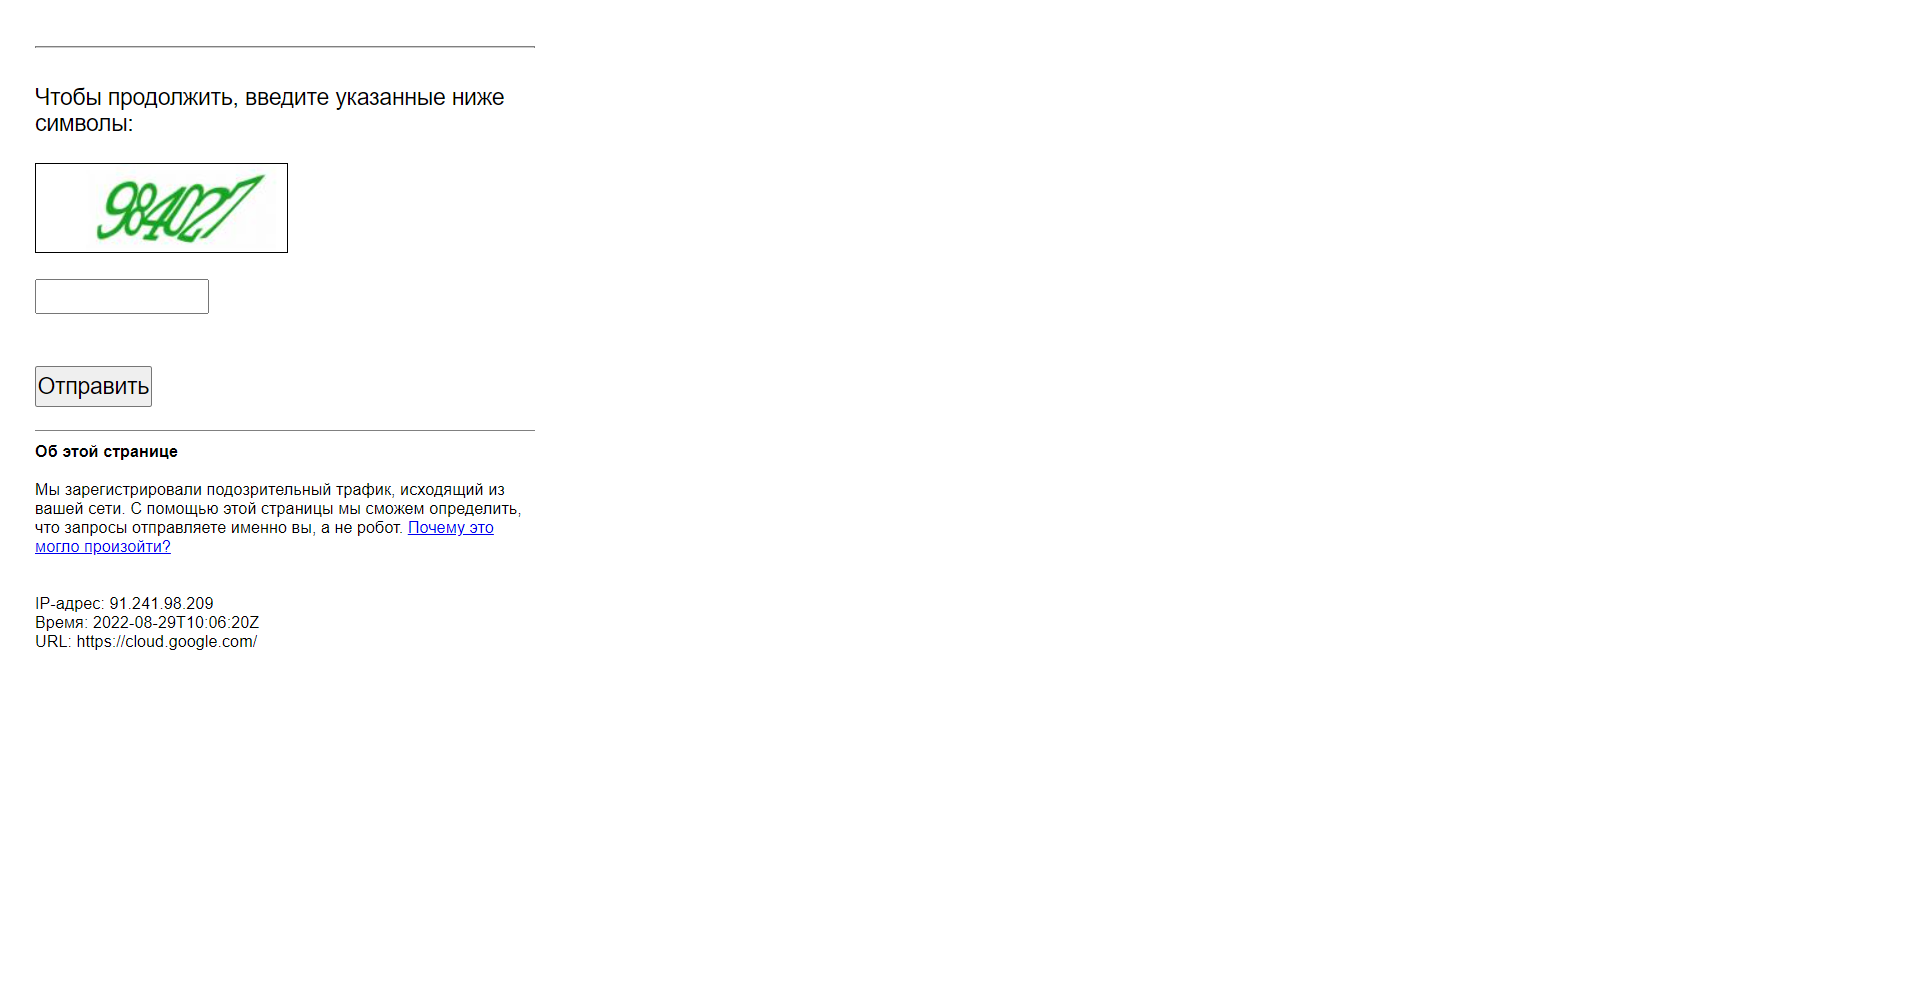 Чтобы продолжить, введите указанные ниже
символы:
984027
Отправить
Об этой странице
Мы зарегистрировали подозрительный трафик, исходящий из
вашей сети. С помощью этой страницы мы сможем определить,
что запросы отправляете именно вы, а не робот. Почему это
могло произойти?
IP-адрес: 91.241.98.209
Время: 2022-08-29T10:06:20Z
URL: https://cloud.google.com/